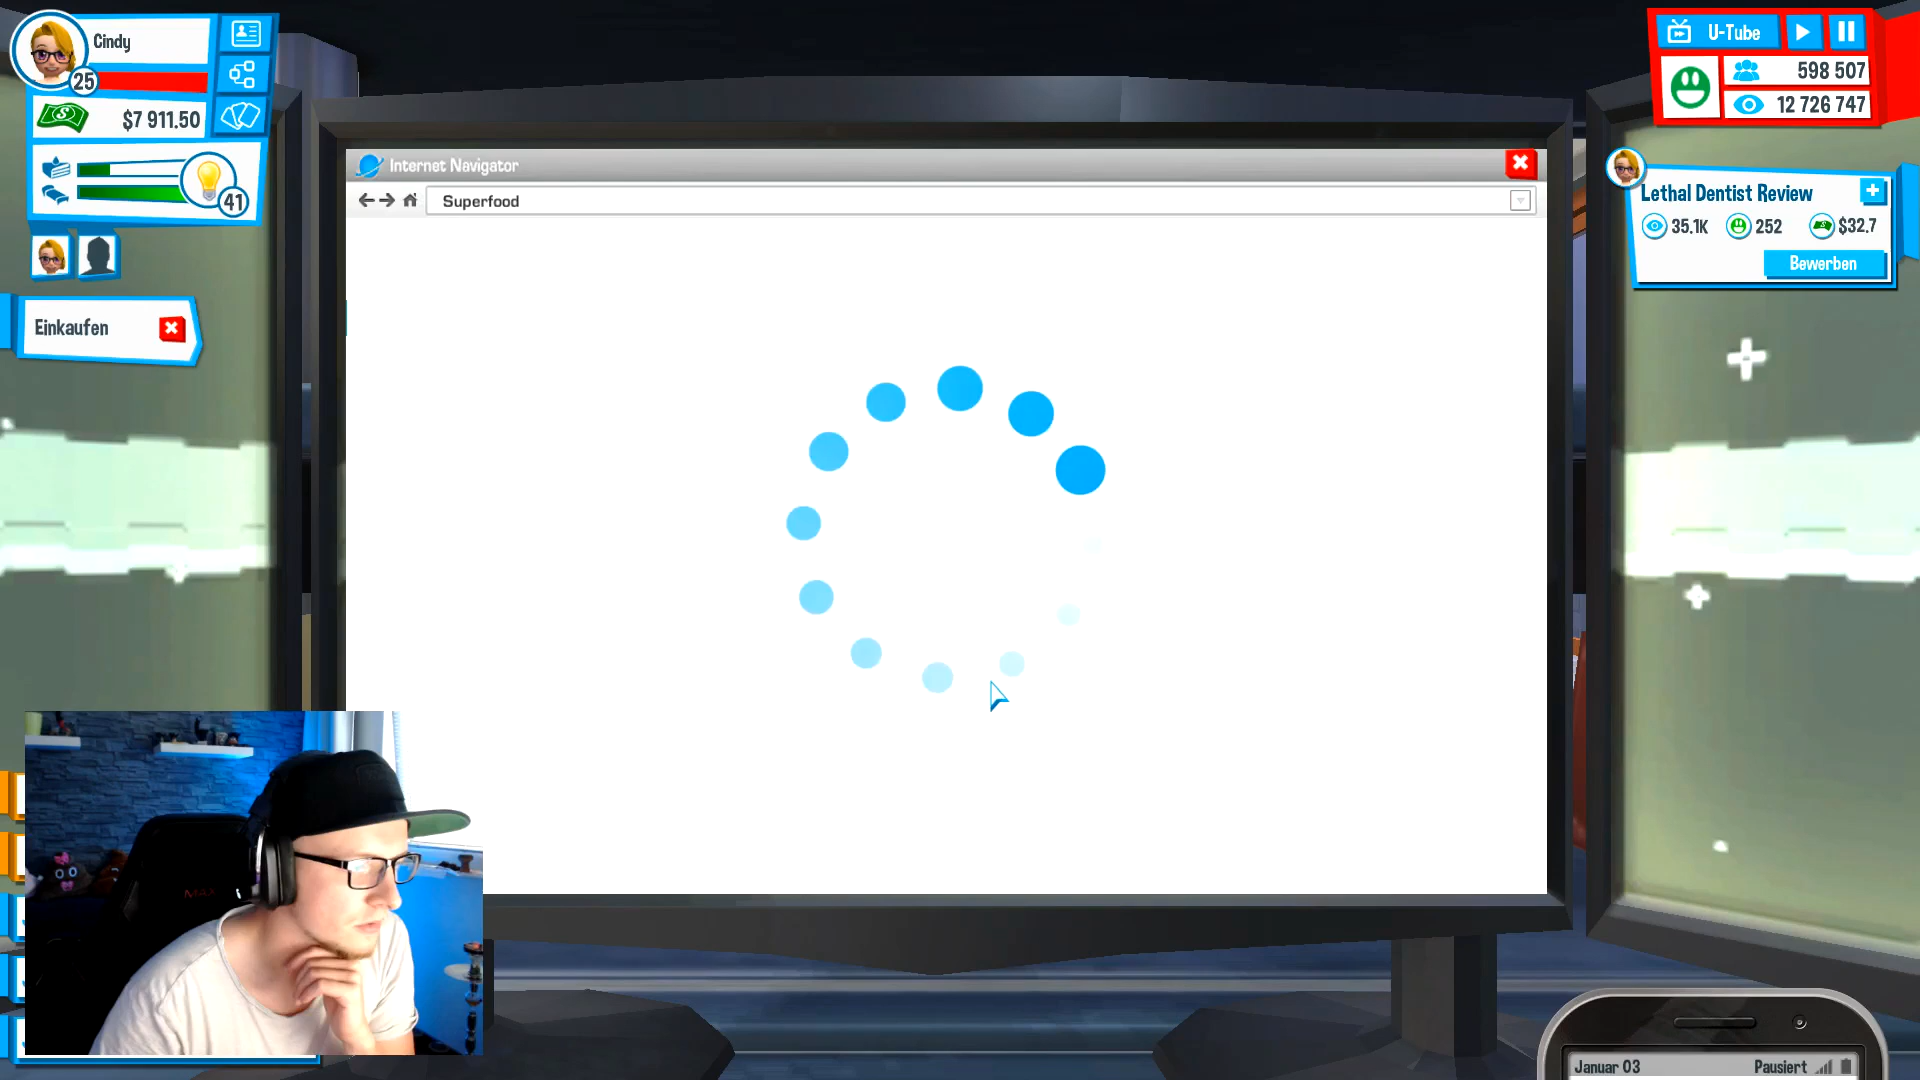 Cindy
25
$7 911.50
41
Einkaufen
Internet Navigator
Superfood
U-Tube
598 507
12 726 747
Lethal Dentist Review
35.1K 252 $32.7
Bewerben
MAX
Januar 03 Pausiert